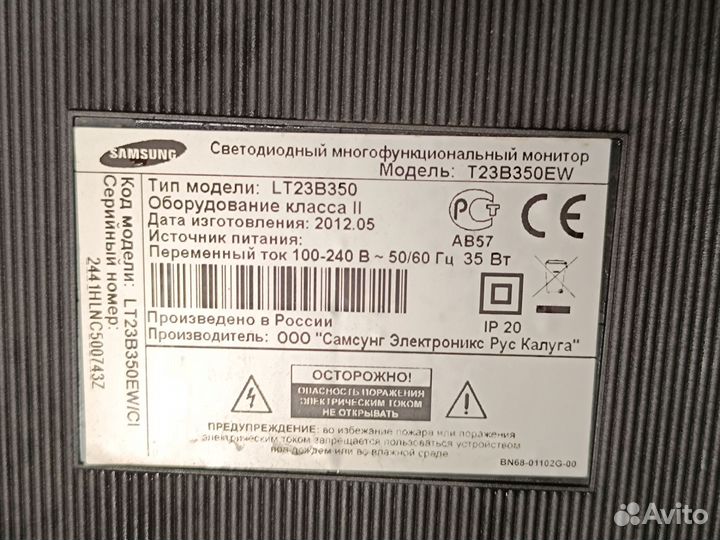 SAMSUNG
Светодиодный многофункциональный монитор
Модель: T23B350EW
Тип модели: LT23B350
Оборудование класса II
Дата изготовления: 2012.05
Источник питания:
Переменный ток 100-240 В ~ 50/60 Гц 35 Вт
АВ57
CE
IP 20
Произведено в России
Производитель: ООО "Самсунг Электроникс Рус Калуга"
Код модели: LT23B350EW/CI
Серийный номер:
2441HLNC500743Z
ОСТОРОЖНО!
ОПАСНОСТЬ ПОРАЖЕНИЯ
ЭЛЕКТРИЧЕСКИМ ТОКОМ
НЕ ОТКРЫВАТЬ
ПРЕДУПРЕЖДЕНИЕ: во избежание пожара или поражения
электрическим током запрещается пользоваться устройством
под дождем или во влажной среде.
BN68-01102G-00
Avito